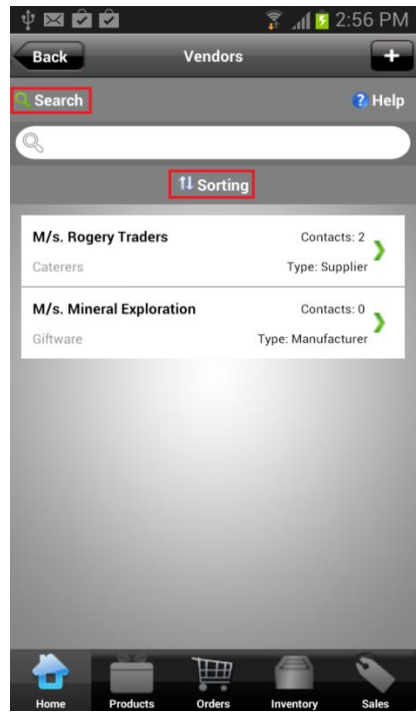 2:56 PM
Back Vendors +
Search Help
Sorting
M/s. Rogery Traders Contacts: 2
Caterers Type: Supplier
M/s. Mineral Exploration Contacts: 0
Giftware Type: Manufacturer
Home Products Orders Inventory Sales